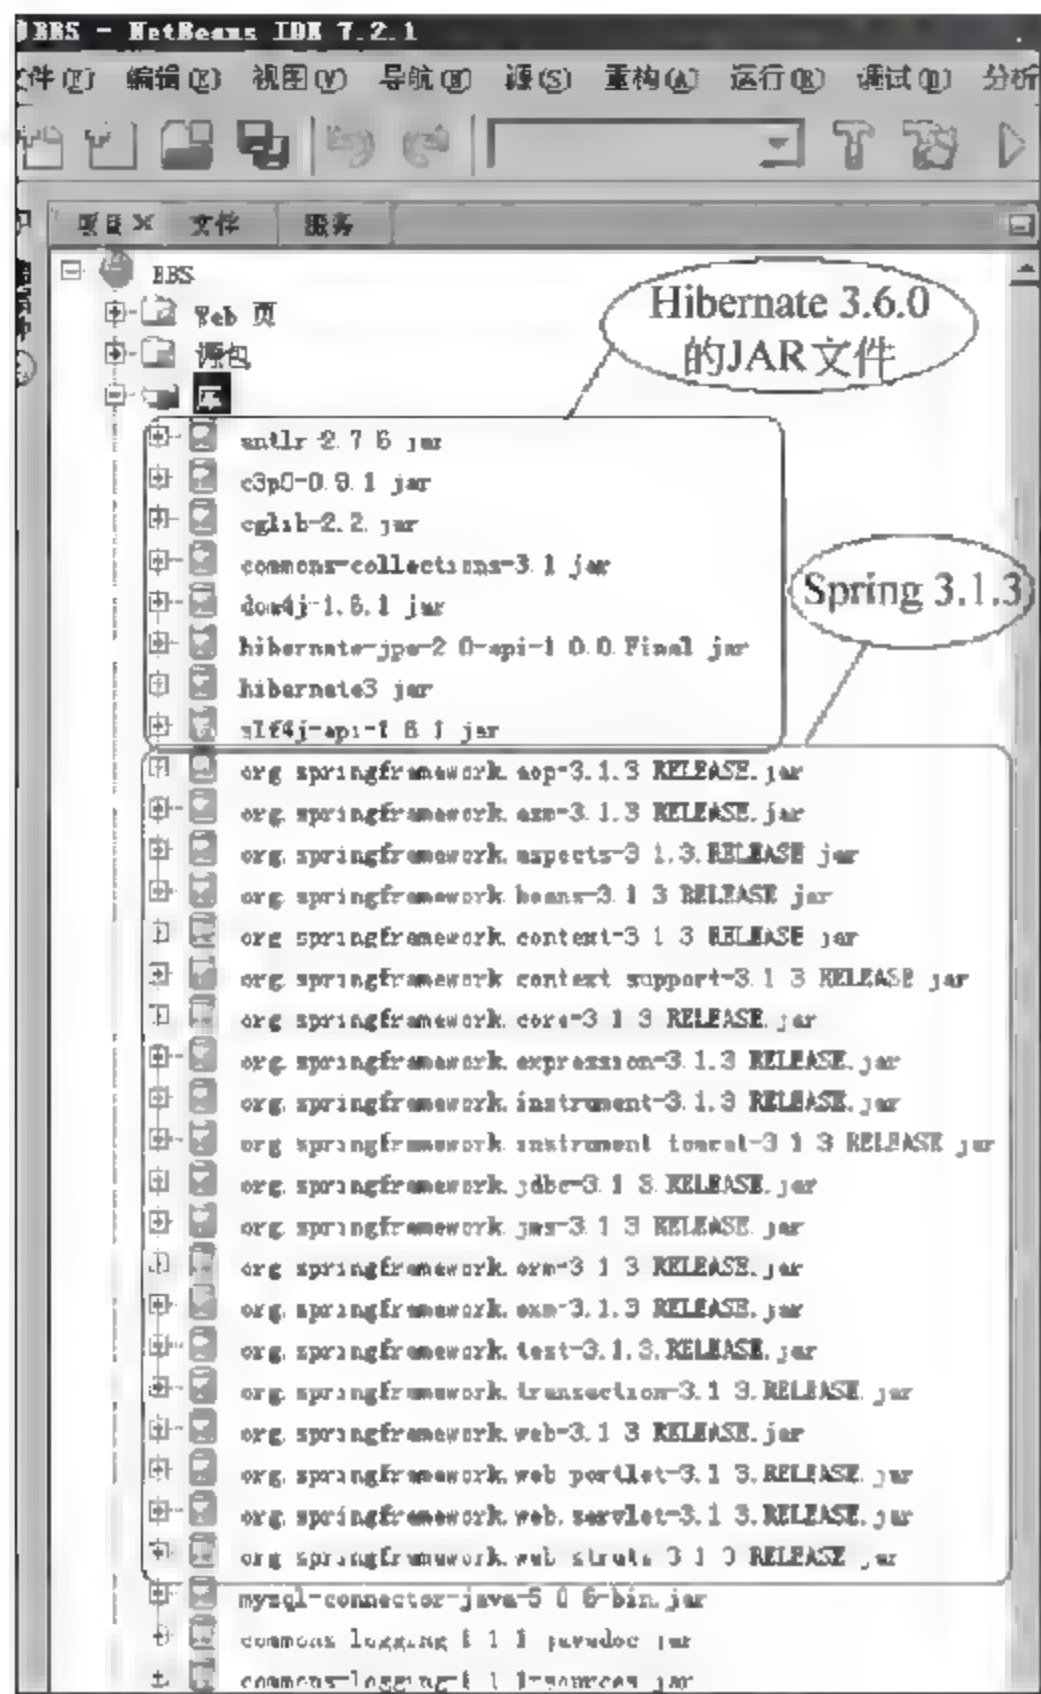 BBS - NetBeans IDE 7.2.1
文件(F) 编辑(E) 视图(V) 导航(N) 源(S) 重构(A) 运行(R) 调试(D) 分析
项目 文件 服务
BBS
Hibernate 3.6.0
的JAR文件
Web 页
源包
库
antlr-2.7.6.jar
c3p0-0.9.1.jar
cglib-2.2.jar
commons-collections-3.1.jar
Spring 3.1.3
dom4j-1.6.1.jar
hibernate-jpa-2.0-api-1.0.0.Final.jar
hibernate3.jar
slf4j-api-1.6.1.jar
org.springframework.aop-3.1.3.RELEASE.jar
org.springframework.asm-3.1.3.RELEASE.jar
org.springframework.aspects-3.1.3.RELEASE.jar
org.springframework.beans-3.1.3.RELEASE.jar
org.springframework.context-3.1.3.RELEASE.jar
org.springframework.context.support-3.1.3.RELEASE.jar
org.springframework.core-3.1.3.RELEASE.jar
org.springframework.expression-3.1.3.RELEASE.jar
org.springframework.instrument-3.1.3.RELEASE.jar
org.springframework.instrument.tomcat-3.1.3.RELEASE.jar
org.springframework.jdbc-3.1.3.RELEASE.jar
org.springframework.jms-3.1.3.RELEASE.jar
org.springframework.orm-3.1.3.RELEASE.jar
org.springframework.oxm-3.1.3.RELEASE.jar
org.springframework.test-3.1.3.RELEASE.jar
org.springframework.transaction-3.1.3.RELEASE.jar
org.springframework.web-3.1.3.RELEASE.jar
org.springframework.web.portlet-3.1.3.RELEASE.jar
org.springframework.web.servlet-3.1.3.RELEASE.jar
org.springframework.web.struts-3.1.3.RELEASE.jar
mysql-connector-java-5.0.6-bin.jar
commons-logging-1.1.1-javadoc.jar
commons-logging-1.1.1-sources.jar